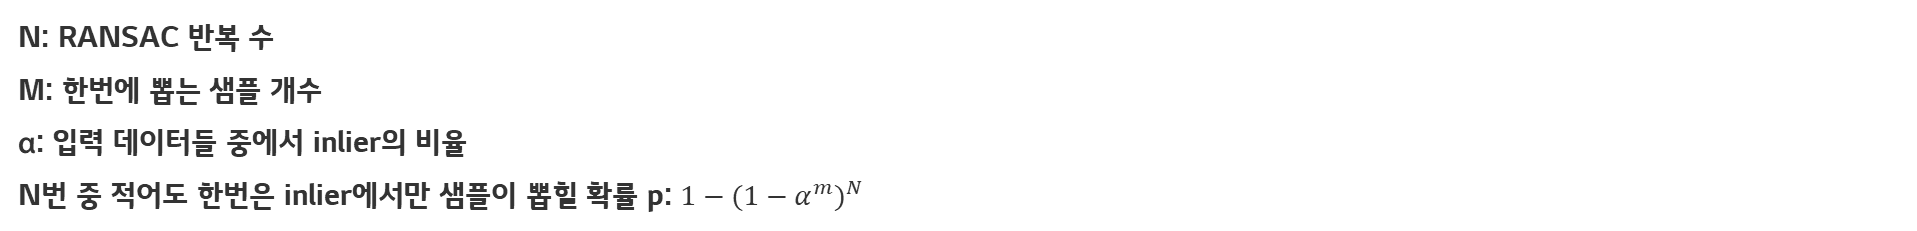 N: RANSAC 반복 수
M: 한번에 뽑는 샘플 개수
α: 입력 데이터들 중에서 inlier의 비율
N번 중 적어도 한번은 inlier에서만 샘플이 뽑힐 확률 p: 1 − (1 − α^m)^N